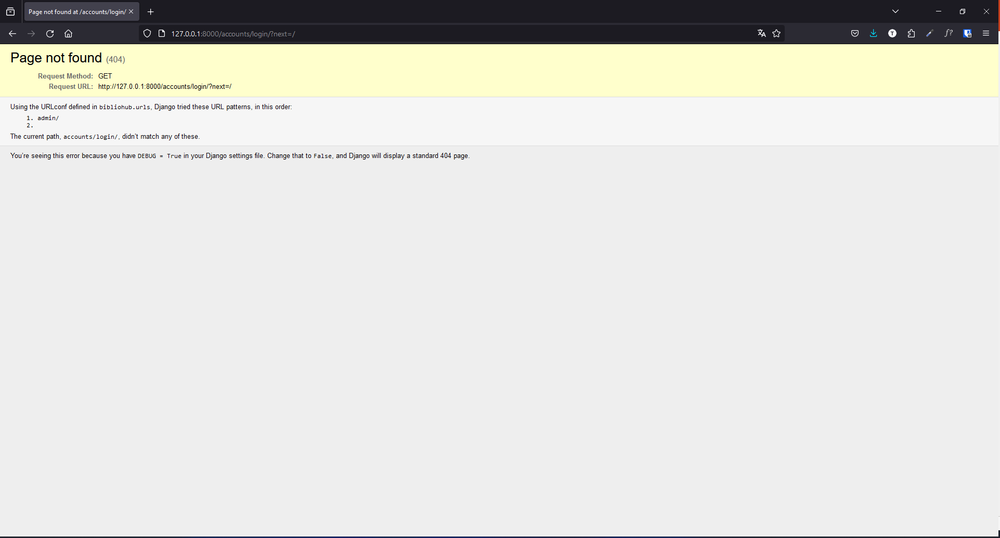 Page not found at /accounts/login/
127.0.0.1:8000/accounts/login/?next=/
T
f?
Page not found (404)
Request Method: GET
Request URL: http://127.0.0.1:8000/accounts/login/?next=/
Using the URLconf defined in bibliohub.urls, Django tried these URL patterns, in this order:
1. admin/
2.
The current path, accounts/login/, didn’t match any of these.
You’re seeing this error because you have DEBUG = True in your Django settings file. Change that to False, and Django will display a standard 404 page.